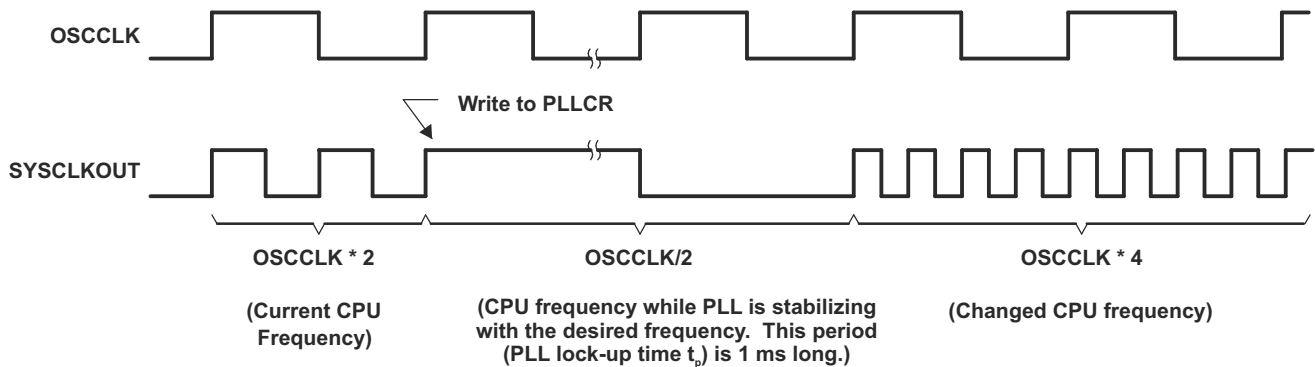 OSCCLK
Write to PLLCR
SYSCLKOUT
OSCCLK * 2
OSCCLK/2
OSCCLK * 4
(Current CPU
Frequency)
(CPU frequency while PLL is stabilizing
with the desired frequency. This period
(PLL lock-up time tp) is 1 ms long.)
(Changed CPU frequency)